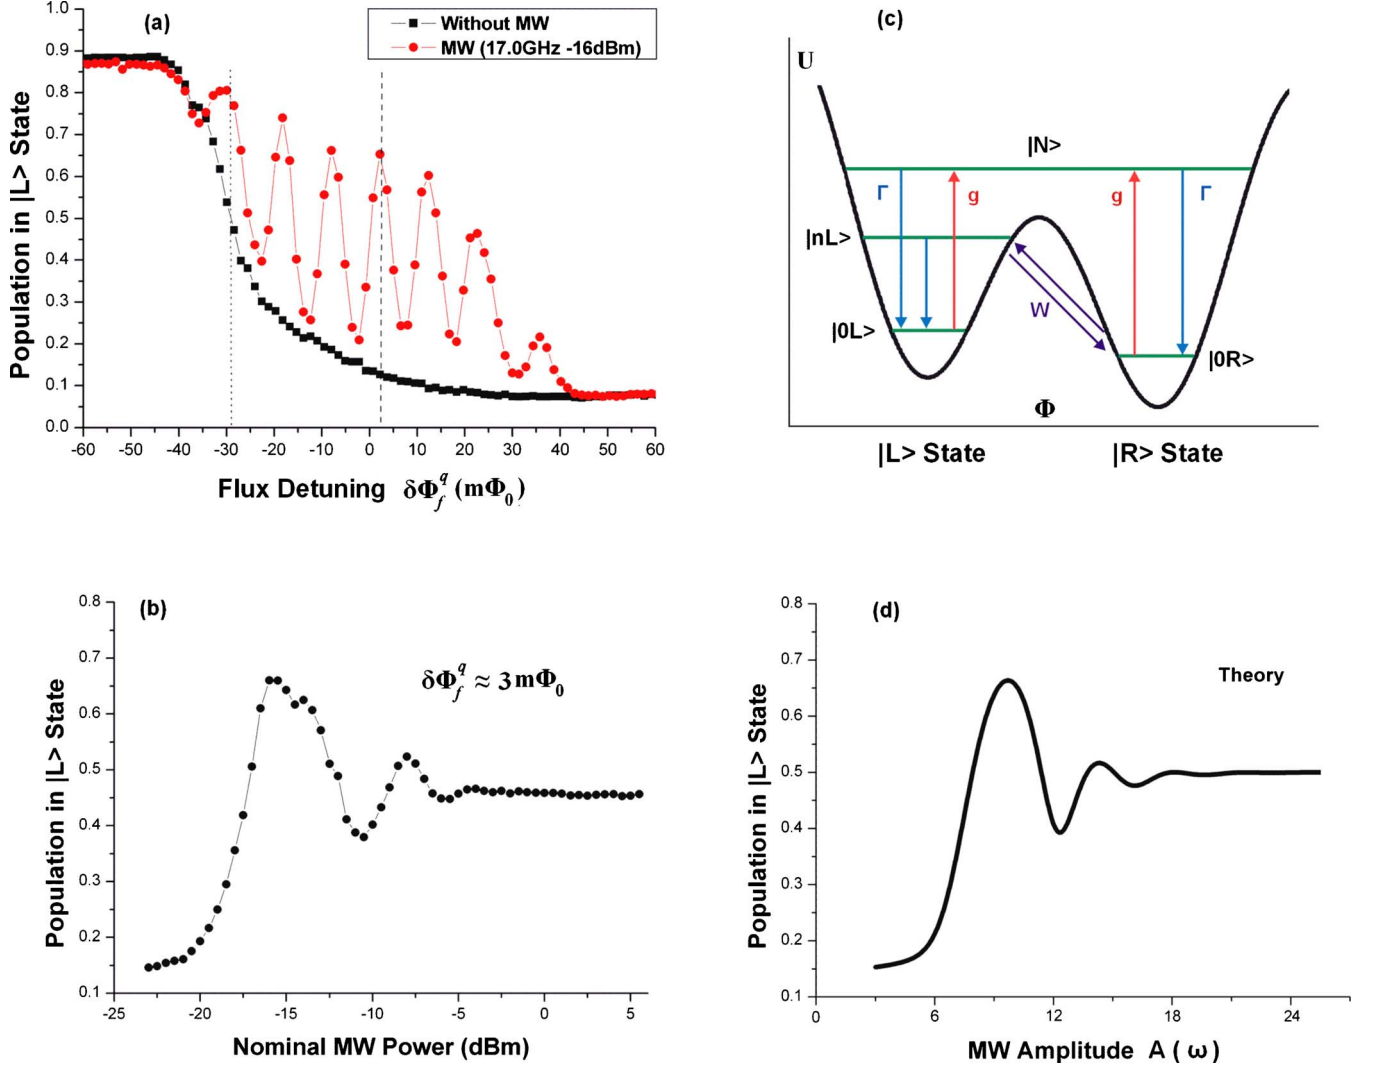 (a)
Without MW
MW (17.0GHz -16dBm)
Population in |L> State
1.0
0.9
0.8
0.7
0.6
0.5
0.4
0.3
0.2
0.1
0.0
-60 -50 -40 -30 -20 -10 0 10 20 30 40 50 60
Flux Detuning δΦ_f^q (mΦ₀)
(c)
U
|N>
Γ g g Γ
|nL>
W
|0L>
|0R>
Φ
|L> State |R> State
(b)
δΦ_f^q ≈ 3mΦ₀
Population in |L> State
0.8
0.7
0.6
0.5
0.4
0.3
0.2
0.1
-25 -20 -15 -10 -5 0 5
Nominal MW Power (dBm)
(d)
Theory
Population in |L> State
0.8
0.7
0.6
0.5
0.4
0.3
0.2
0.1
0 6 12 18 24
MW Amplitude A ( ω )